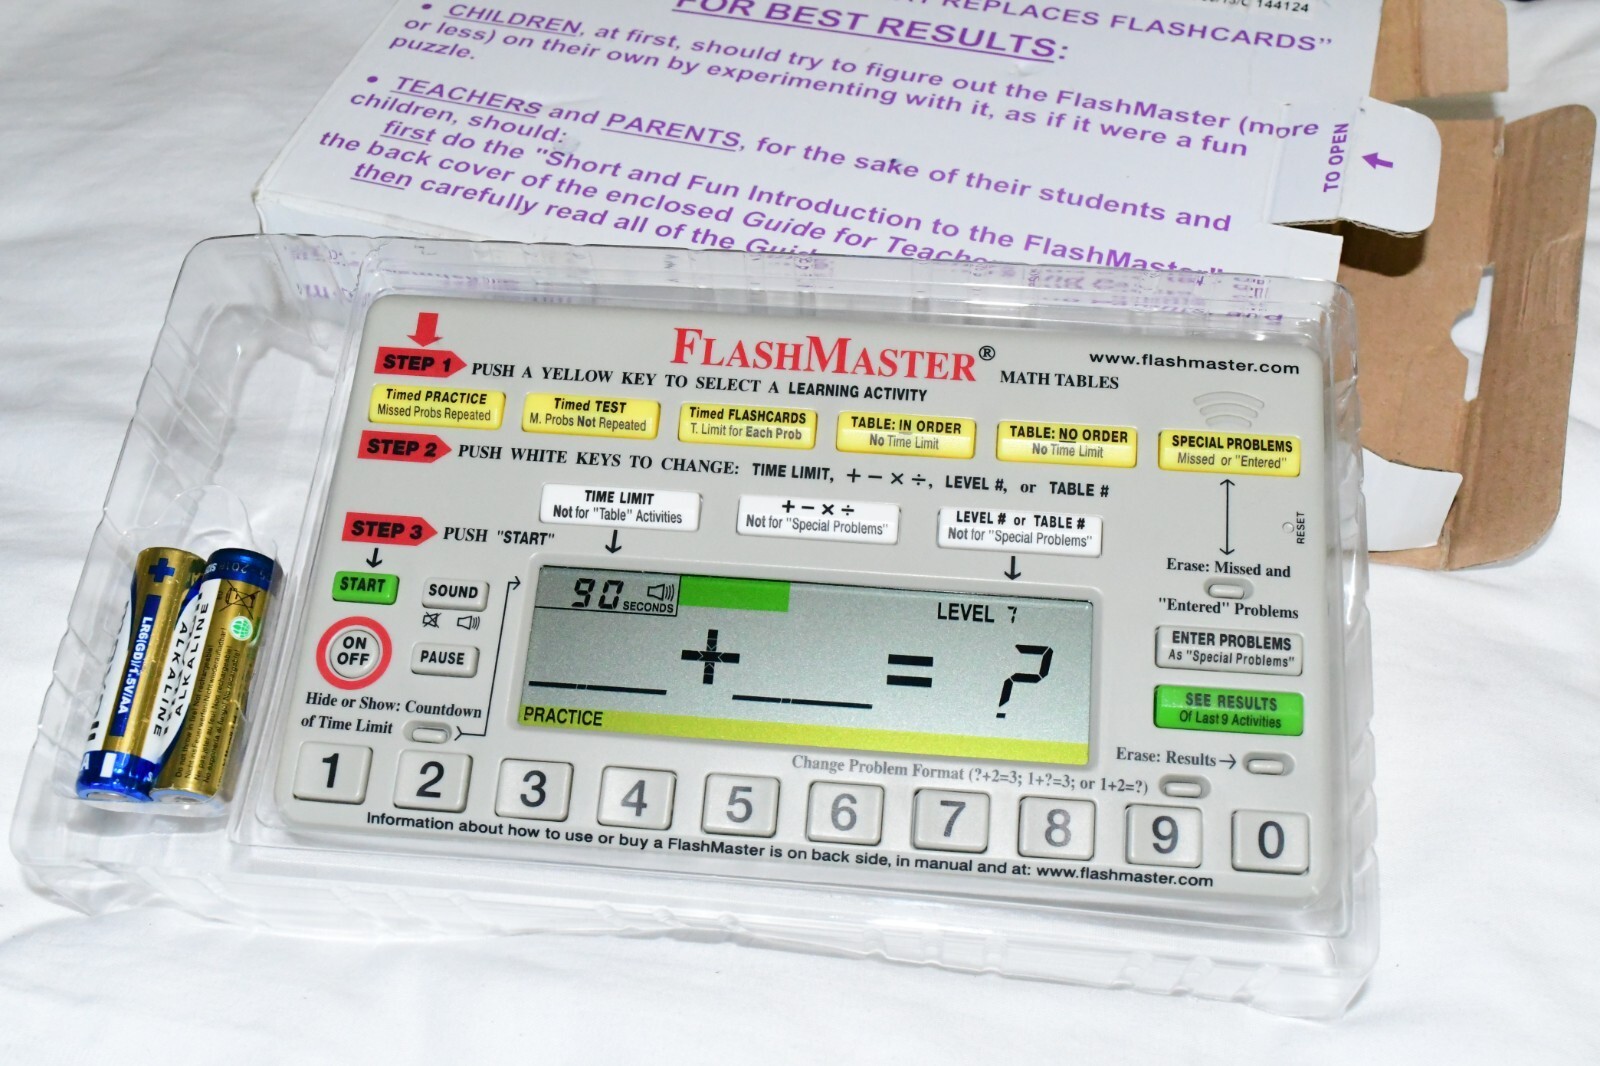 144124
REPLACES FLASHCARDS”
FOR BEST RESULTS:
• CHILDREN, at first, should try to figure out the FlashMaster (more
or less) on their own by experimenting with it, as if it were a fun
puzzle.
• TEACHERS and PARENTS, for the sake of their students and
children, should:
first do the "Short and Fun Introduction to the FlashMaster"
the back cover of the enclosed Guide for
then carefully read all of the
TO OPEN
FLASHMASTER®
MATH TABLES
www.flashmaster.com
STEP 1
PUSH A YELLOW KEY TO SELECT A LEARNING ACTIVITY
Timed PRACTICE
Missed Probs Repeated
Timed TEST
M. Probs Not Repeated
Timed FLASHCARDS
T. Limit for Each Prob
TABLE: IN ORDER
No Time Limit
TABLE: NO ORDER
No Time Limit
SPECIAL PROBLEMS
Missed or "Entered"
STEP 2
PUSH WHITE KEYS TO CHANGE: TIME LIMIT, + − × ÷, LEVEL #, or TABLE #
TIME LIMIT
Not for "Table" Activities
+ − × ÷
Not for "Special Problems"
LEVEL # or TABLE #
Not for "Special Problems"
RESET
STEP 3
PUSH "START"
START
SOUND
ON
OFF
PAUSE
Hide or Show: Countdown
of Time Limit
90 SECONDS
LEVEL 7
+ = ?
PRACTICE
Erase: Missed and
"Entered" Problems
ENTER PROBLEMS
As "Special Problems"
SEE RESULTS
Of Last 9 Activities
Erase: Results→
Change Problem Format (?+2=3; 1+?=3; or 1+2=?)
1 2 3 4 5 6 7 8 9 0
Information about how to use or buy a FlashMaster is on back side, in manual and at: www.flashmaster.com
LR6(GD)/1.5V/AA
ALKALINE
ALKALINE